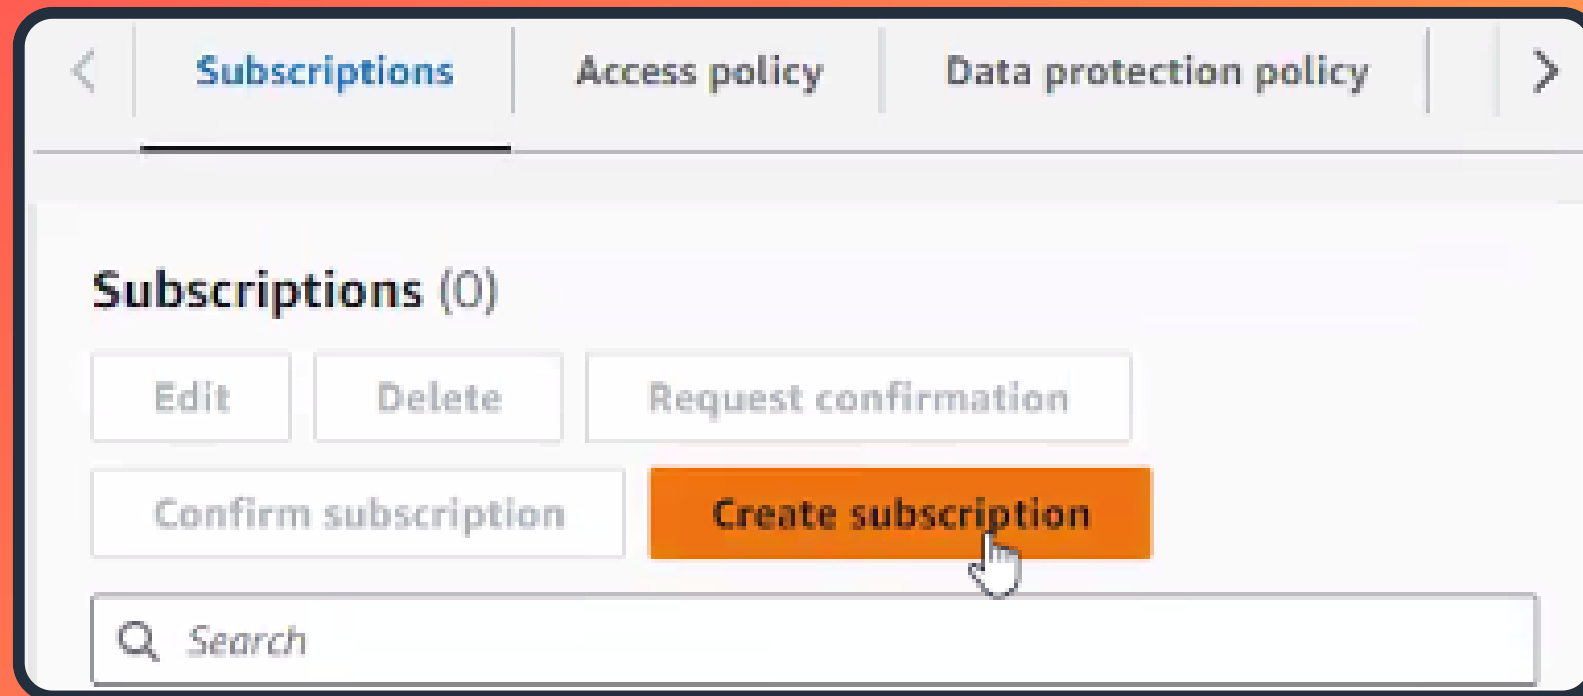 Subscriptions Access policy Data protection policy
Subscriptions (0)
Edit Delete Request confirmation
Confirm subscription Create subscription
Search